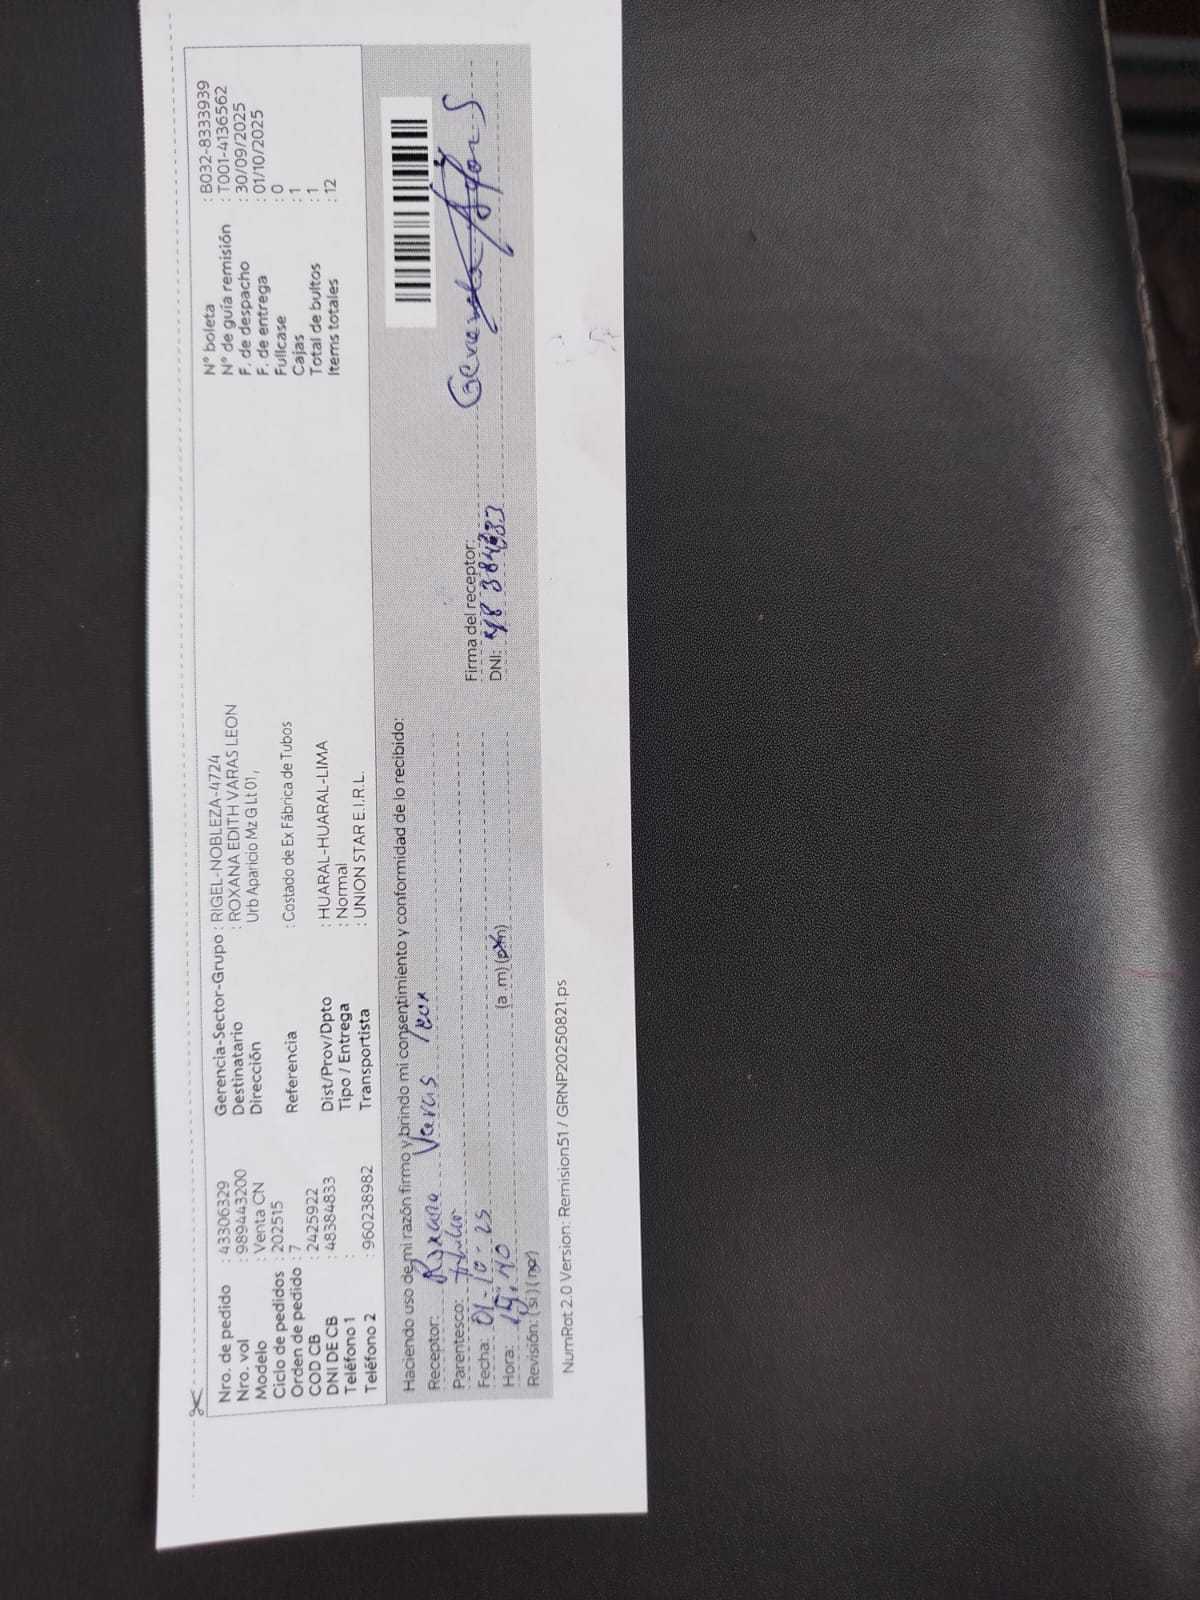 Nro. de pedido : 43306329
Nro. vol : 989443200
Modelo : Venta CN
Ciclo de pedidos : 202515
Orden de pedido : 7
COD CB : 2425922
DNI DE CB : 48384833
Teléfono 1 :
Teléfono 2 : 960238982
Gerencia-Sector-Grupo : RIGEL-NOBLEZA-4724
Destinatario : ROXANA EDITH VARAS LEON
Dirección Urb Aparicio Mz G Lt 01,
Referencia : Costado de Ex Fábrica de Tubos
Dist/Prov/Dpto : HUARAL-HUARAL-LIMA
Tipo / Entrega : Normal
Transportista : UNION STAR E.I.R.L.
N° boleta : B032-8333939
N° de guía remisión : T001-4136562
F. de despacho : 30/09/2025
F. de entrega : 01/10/2025
Fullcase : 0
Cajas : 1
Total de bultos : 1
Items totales : 12
Haciendo uso de mi razón firmo y brindo mi consentimiento y conformidad de lo recibido:
Receptor: Roxana Varas Leon
Parentesco: titular
Fecha: 01-10-25
Hora: (a .m) (p.m)
Revisión: (si) (no)
Firma del receptor:
DNI: 48384833
NumRot 2.0 Version: Remision51 / GRNP20250821.ps